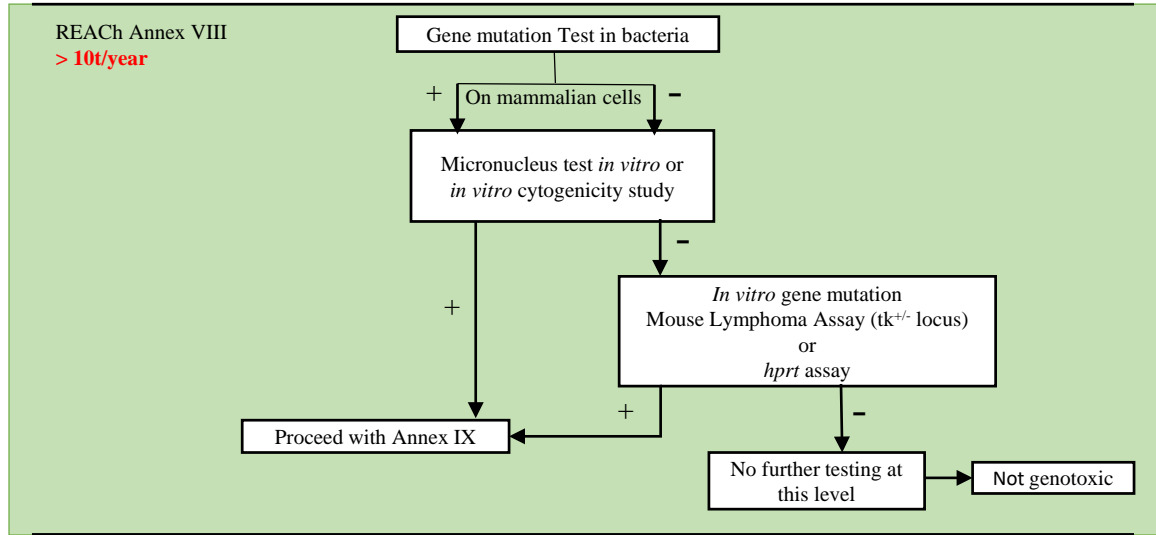 REACh Annex VIII
> 10t/year
Gene mutation Test in bacteria
+ On mammalian cells -
Micronucleus test in vitro or
in vitro cytogenicity study
-
+
In vitro gene mutation
Mouse Lymphoma Assay (tk+/- locus)
or
hprt assay
+
-
Proceed with Annex IX
No further testing at
this level
Not genotoxic